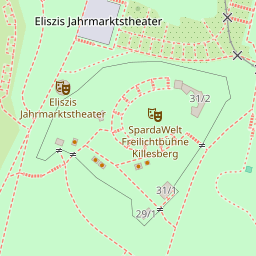 Eliszis Jahrmarktstheater
31/2
Eliszis
Jahrmarktstheater
SpardaWelt
Freilichtbühne
Killesberg
31/1
29/1